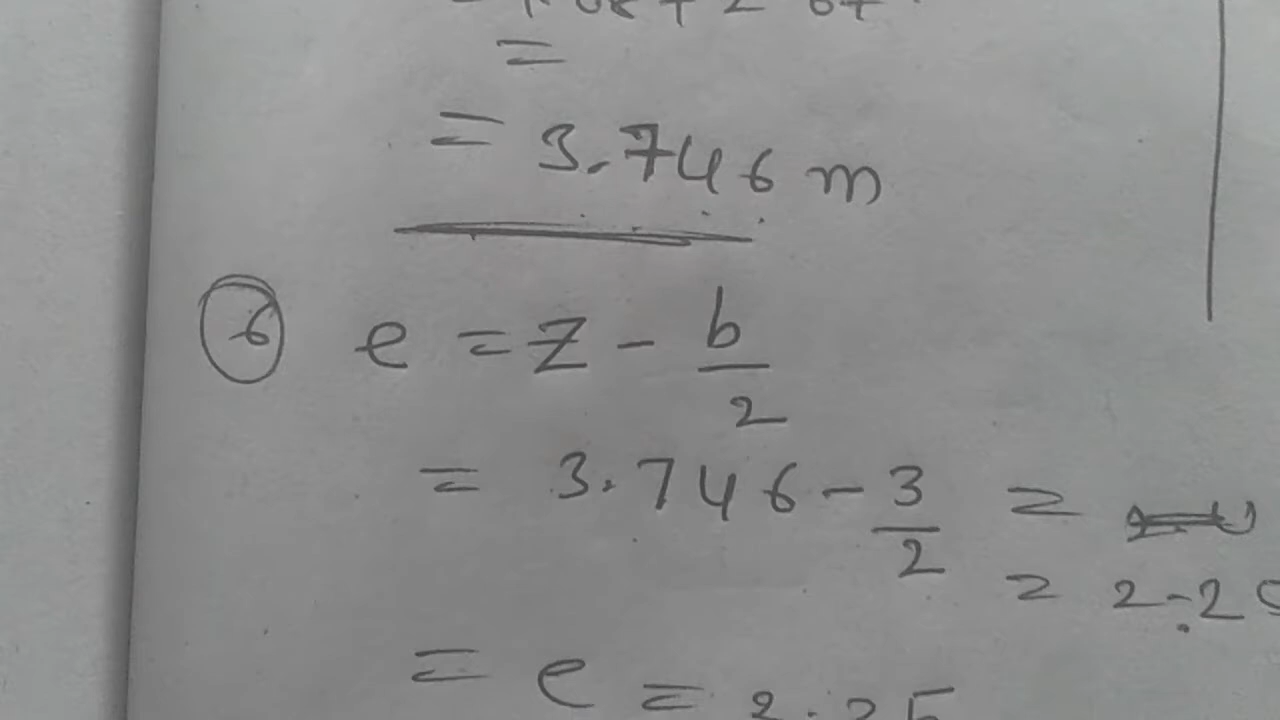 =
= 3.746 m
6 e = Z - b/2
= 3.746 - 3/2 =
= 2.2
= e = 2.25